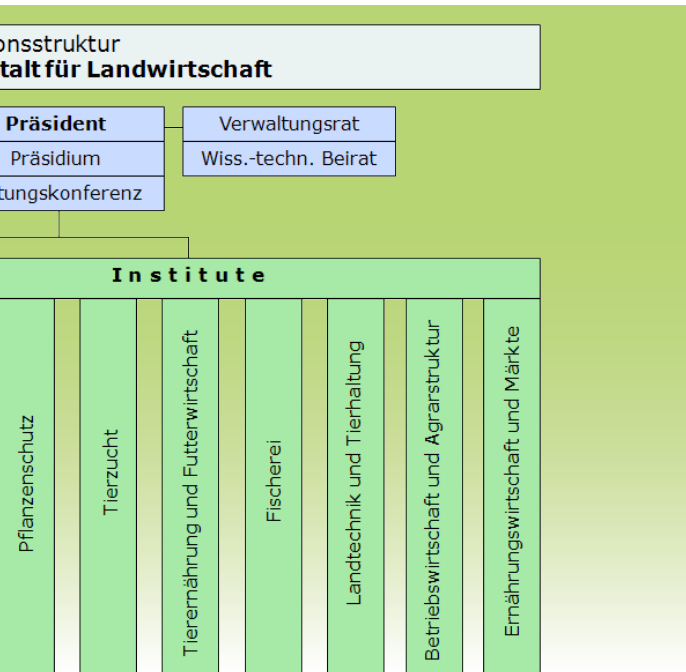 onsstruktur
talt für Landwirtschaft
Präsident
Verwaltungsrat
Präsidium
Wiss.-techn. Beirat
tungskonferenz
Institute
Pflanzenschutz
Tierzucht
Tierernährung und Futterwirtschaft
Fischerei
Landtechnik und Tierhaltung
Betriebswirtschaft und Agrarstruktur
Ernährungswirtschaft und Märkte